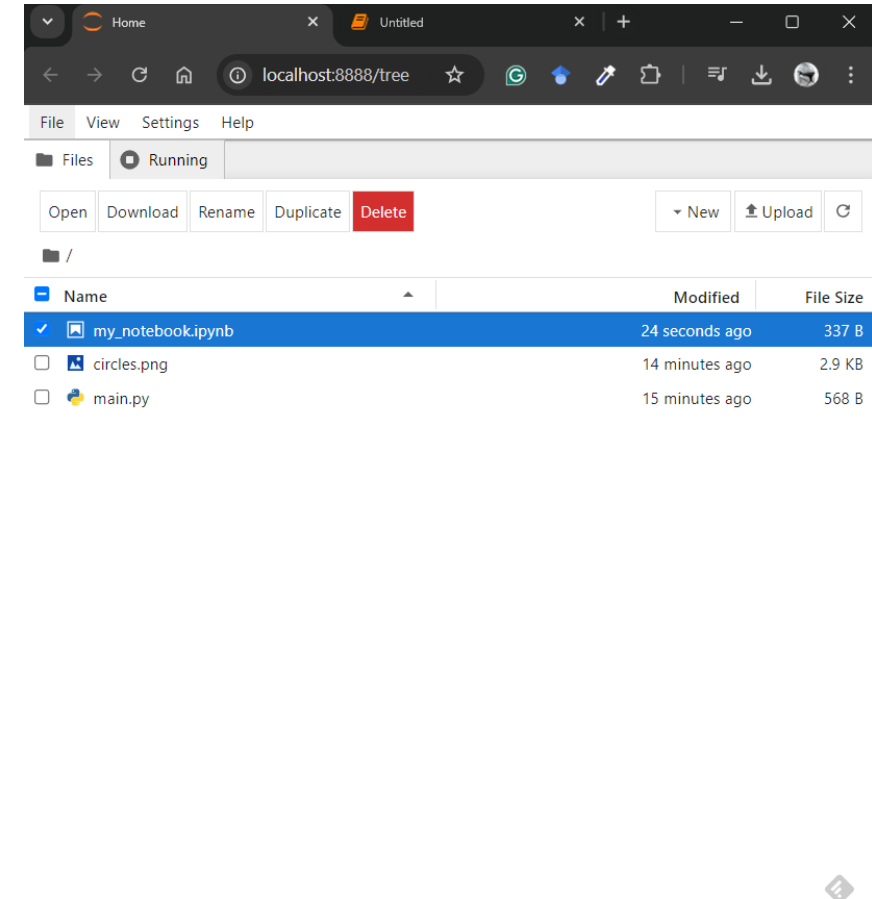 Home Untitled
localhost:8888/tree
File View Settings Help
Files Running
Open Download Rename Duplicate Delete New Upload
/
Name Modified File Size
my_notebook.ipynb 24 seconds ago 337 B
circles.png 14 minutes ago 2.9 KB
main.py 15 minutes ago 568 B